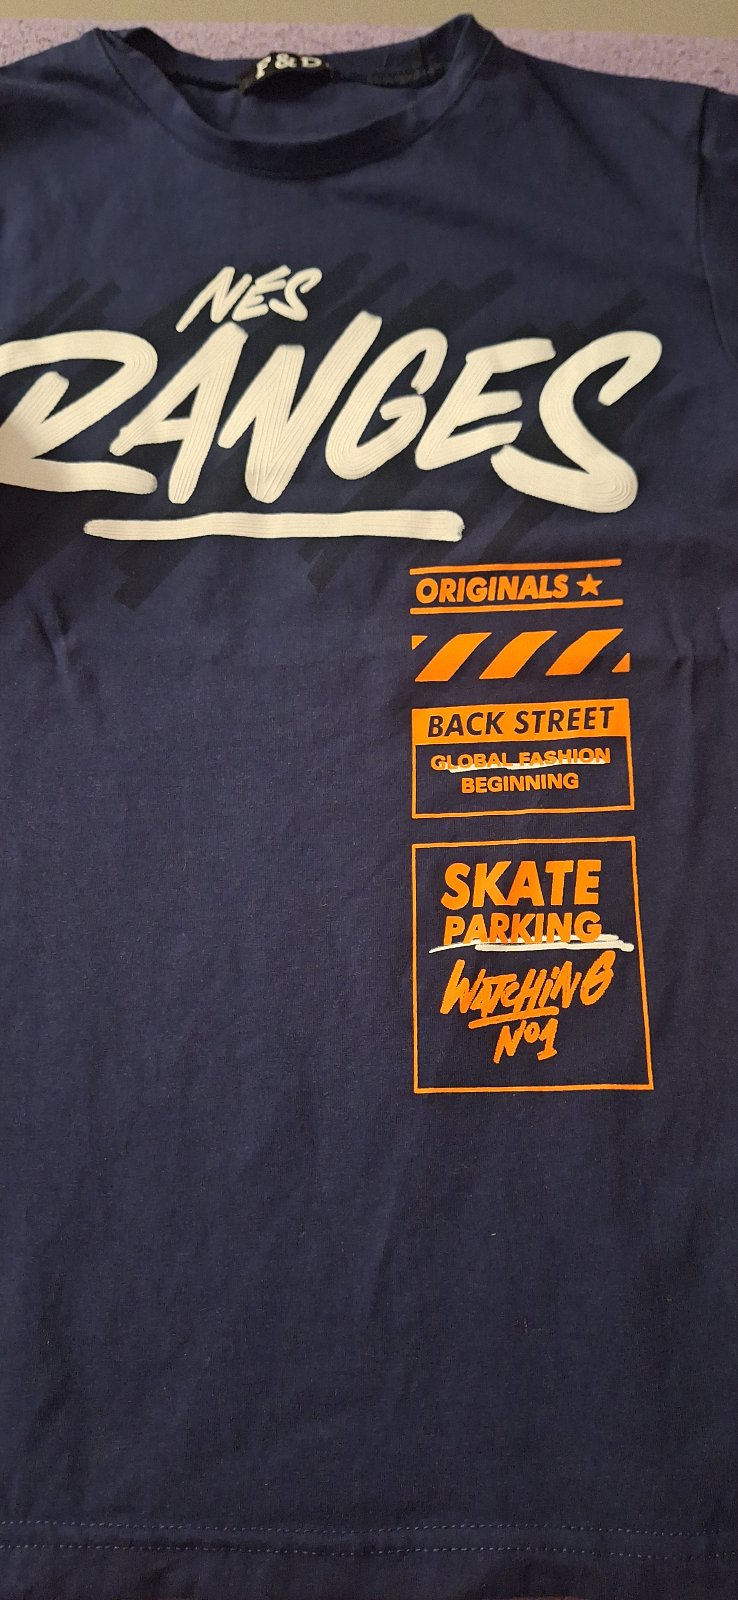 NES
RANGES
ORIGINALS ★
BACK STREET
GLOBAL FASHION
BEGINNING
SKATE
PARKING
WATCHING
Nº1